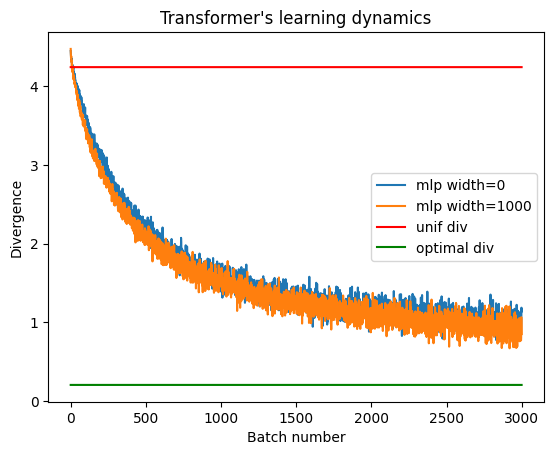 Transformer's learning dynamics
Divergence
4
3
2
1
0
mlp width=0
mlp width=1000
unif div
optimal div
0
500
1000
1500
2000
2500
3000
Batch number